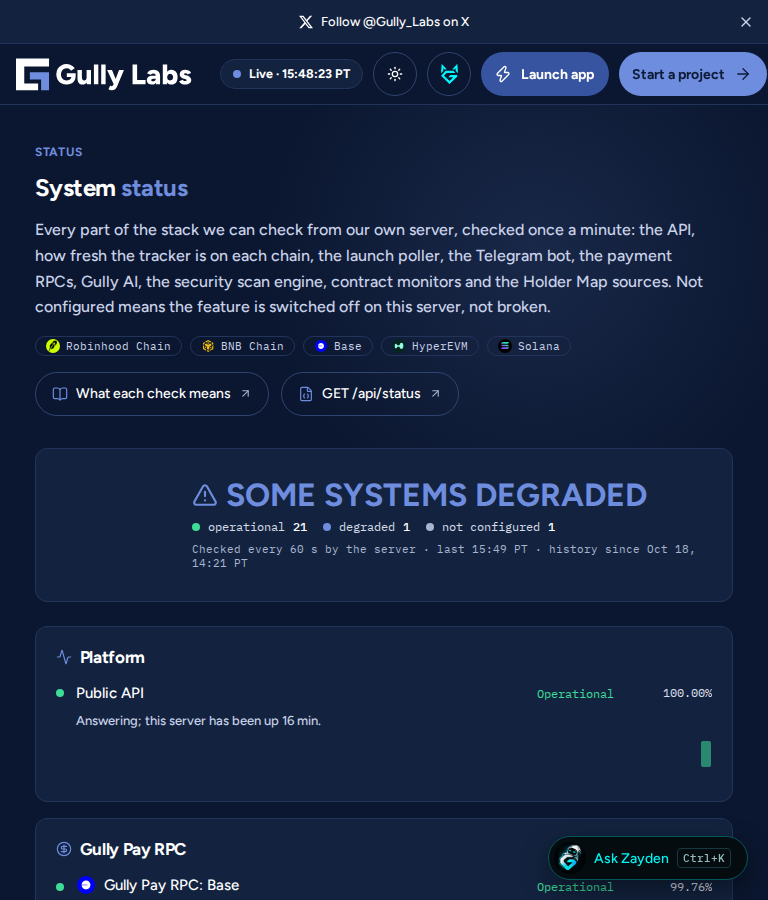 Follow @Gully_Labs on X
Gully Labs
Live · 15:48:23 PT
Launch app
Start a project
STATUS
System status
Every part of the stack we can check from our own server, checked once a minute: the API,
how fresh the tracker is on each chain, the launch poller, the Telegram bot, the payment
RPCs, Gully AI, the security scan engine, contract monitors and the Holder Map sources. Not
configured means the feature is switched off on this server, not broken.
Robinhood Chain
BNB Chain
Base
HyperEVM
Solana
What each check means
GET /api/status
SOME SYSTEMS DEGRADED
operational 21 degraded 1 not configured 1
Checked every 60 s by the server · last 15:49 PT · history since Oct 18,
14:21 PT
Platform
Public API Operational 100.00%
Answering; this server has been up 16 min.
Gully Pay RPC
Ask Zayden Ctrl+K
Gully Pay RPC: Base Operational 99.76%